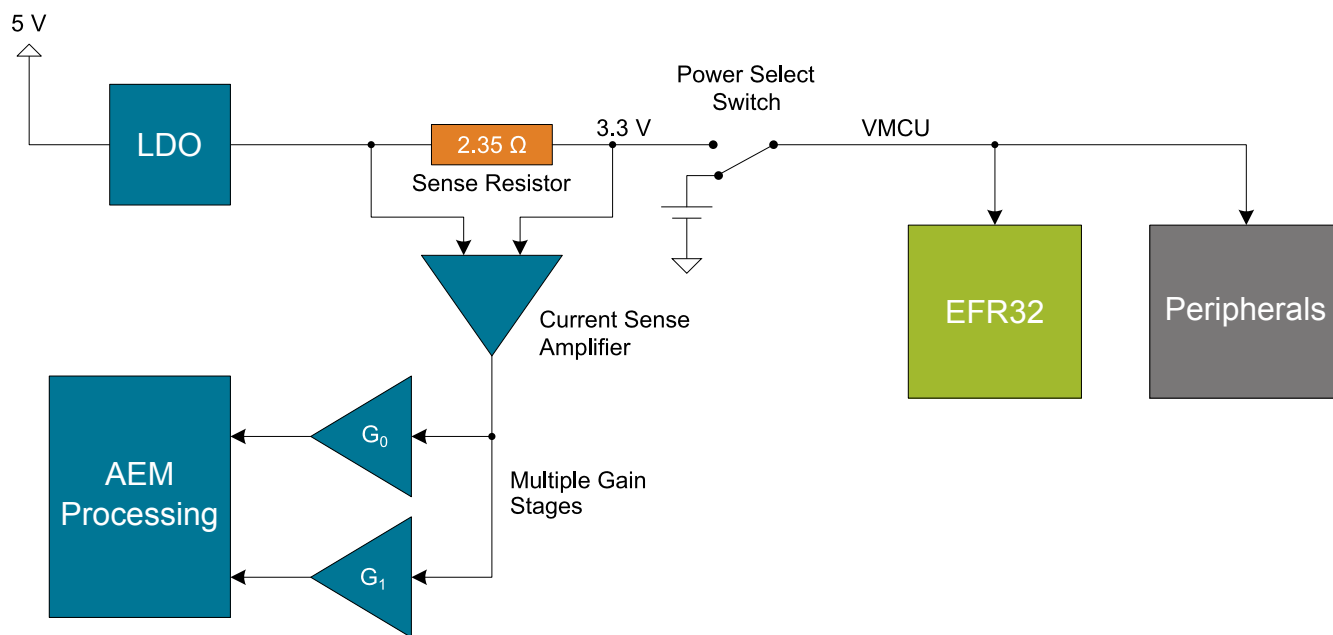 5 V
LDO
2.35 Ω
Sense Resistor
3.3 V
Power Select
Switch
VMCU
EFR32
Peripherals
Current Sense
Amplifier
AEM
Processing
G₀
Multiple Gain
Stages
G₁